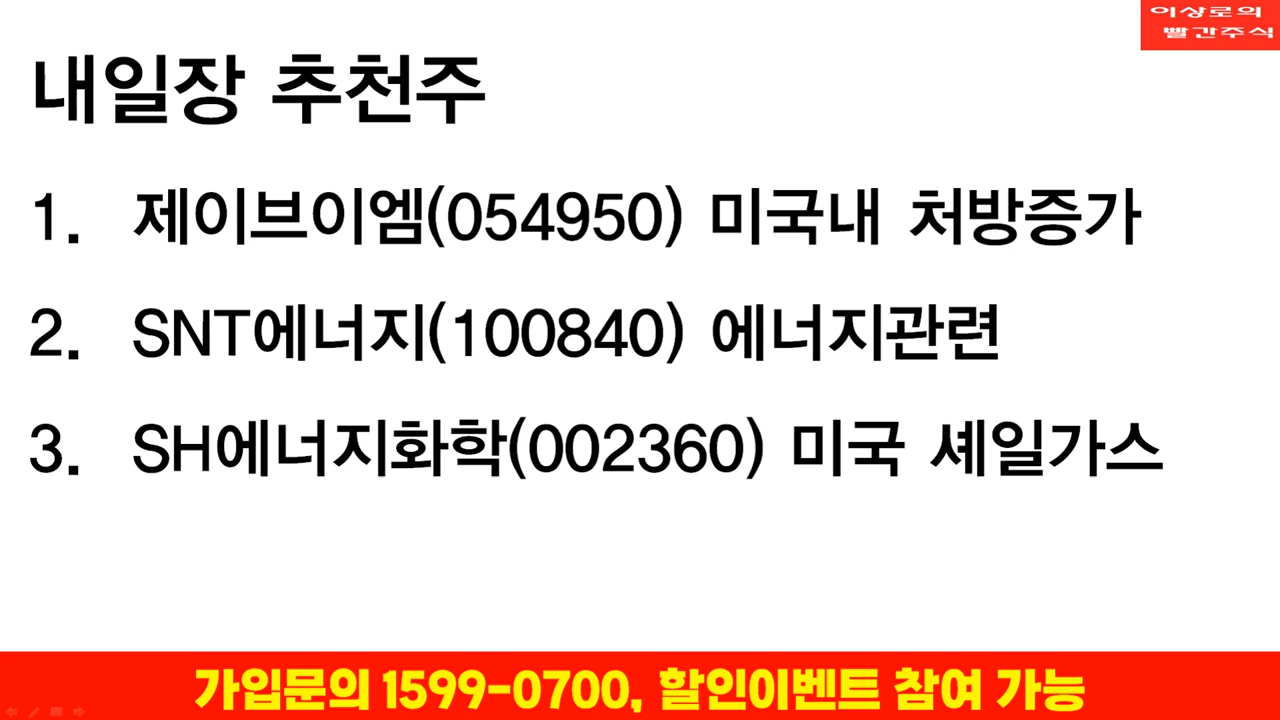 이상로의
빨간주식
내일장 추천주
1. 제이브이엠(054950) 미국내 처방증가
2. SNT에너지(100840) 에너지관련
3. SH에너지화학(002360) 미국 셰일가스
가입문의 1599-0700, 할인이벤트 참여 가능